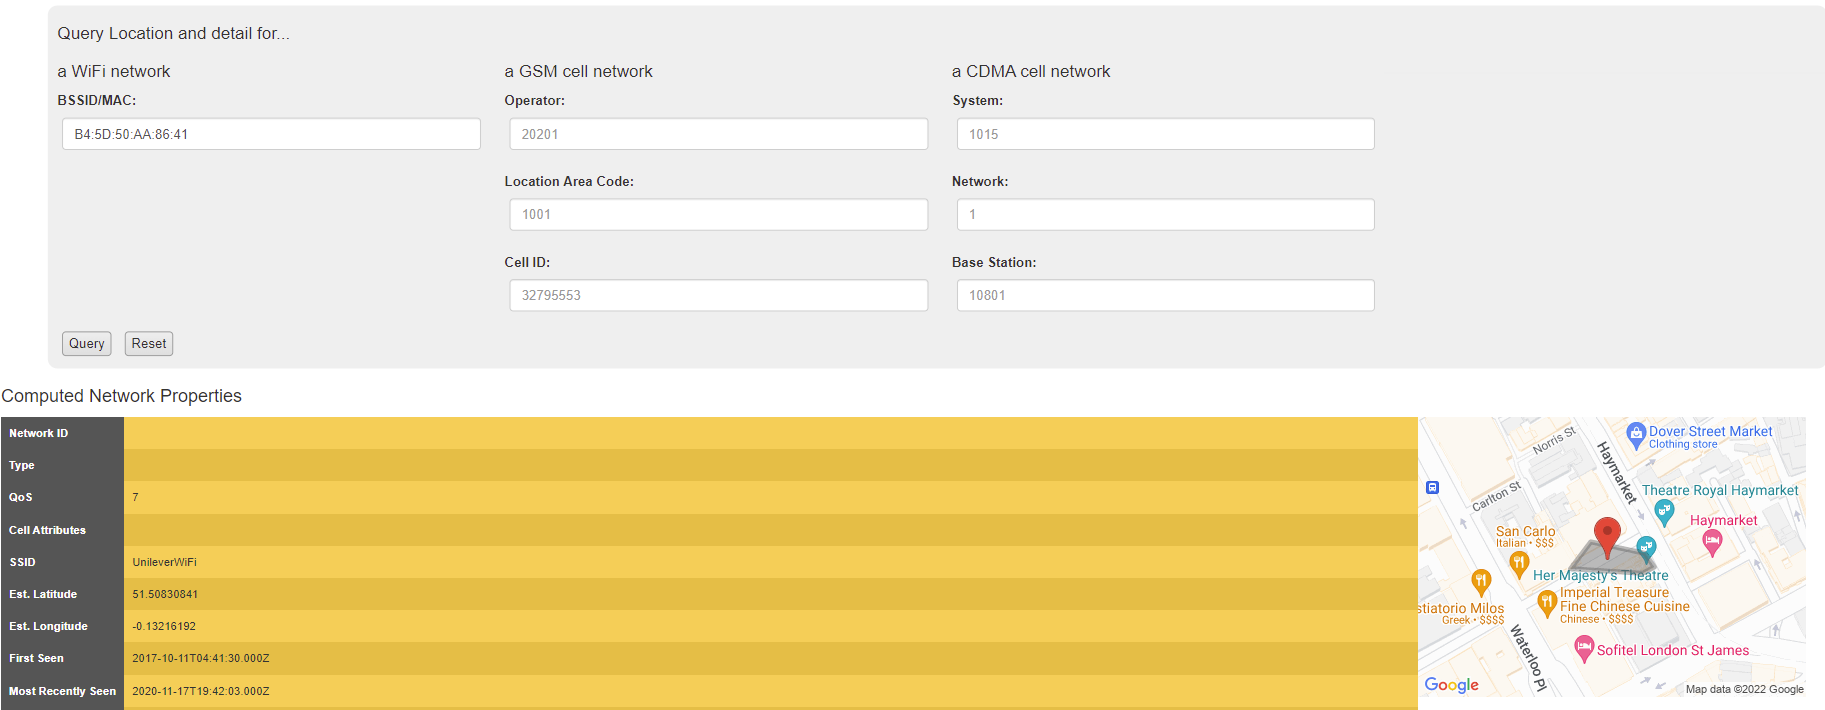 Query Location and detail for...
a WiFi network
BSSID/MAC:
B4:5D:50:AA:86:41
a GSM cell network
Operator:
20201
Location Area Code:
1001
Cell ID:
32795553
a CDMA cell network
System:
1015
Network:
1
Base Station:
10801
Query
Reset
Computed Network Properties
Network ID
Type
QoS 7
Cell Attributes
SSID UnileverWiFi
Est. Latitude 51.50830841
Est. Longitude -0.13216192
First Seen 2017-10-11T04:41:30.000Z
Most Recently Seen 2020-11-17T19:42:03.000Z
Norris St
Haymarket
Dover Street Market
Clothing store
Carlton St
Theatre Royal Haymarket
Haymarket
San Carlo
Italian • $$$
Her Majesty's Theatre
Imperial Treasure
Fine Chinese Cuisine
Chinese • $$$$
stiatorio Milos
Greek • $$$$
Waterloo Pl
Sofitel London St James
Google
Map data ©2022 Google